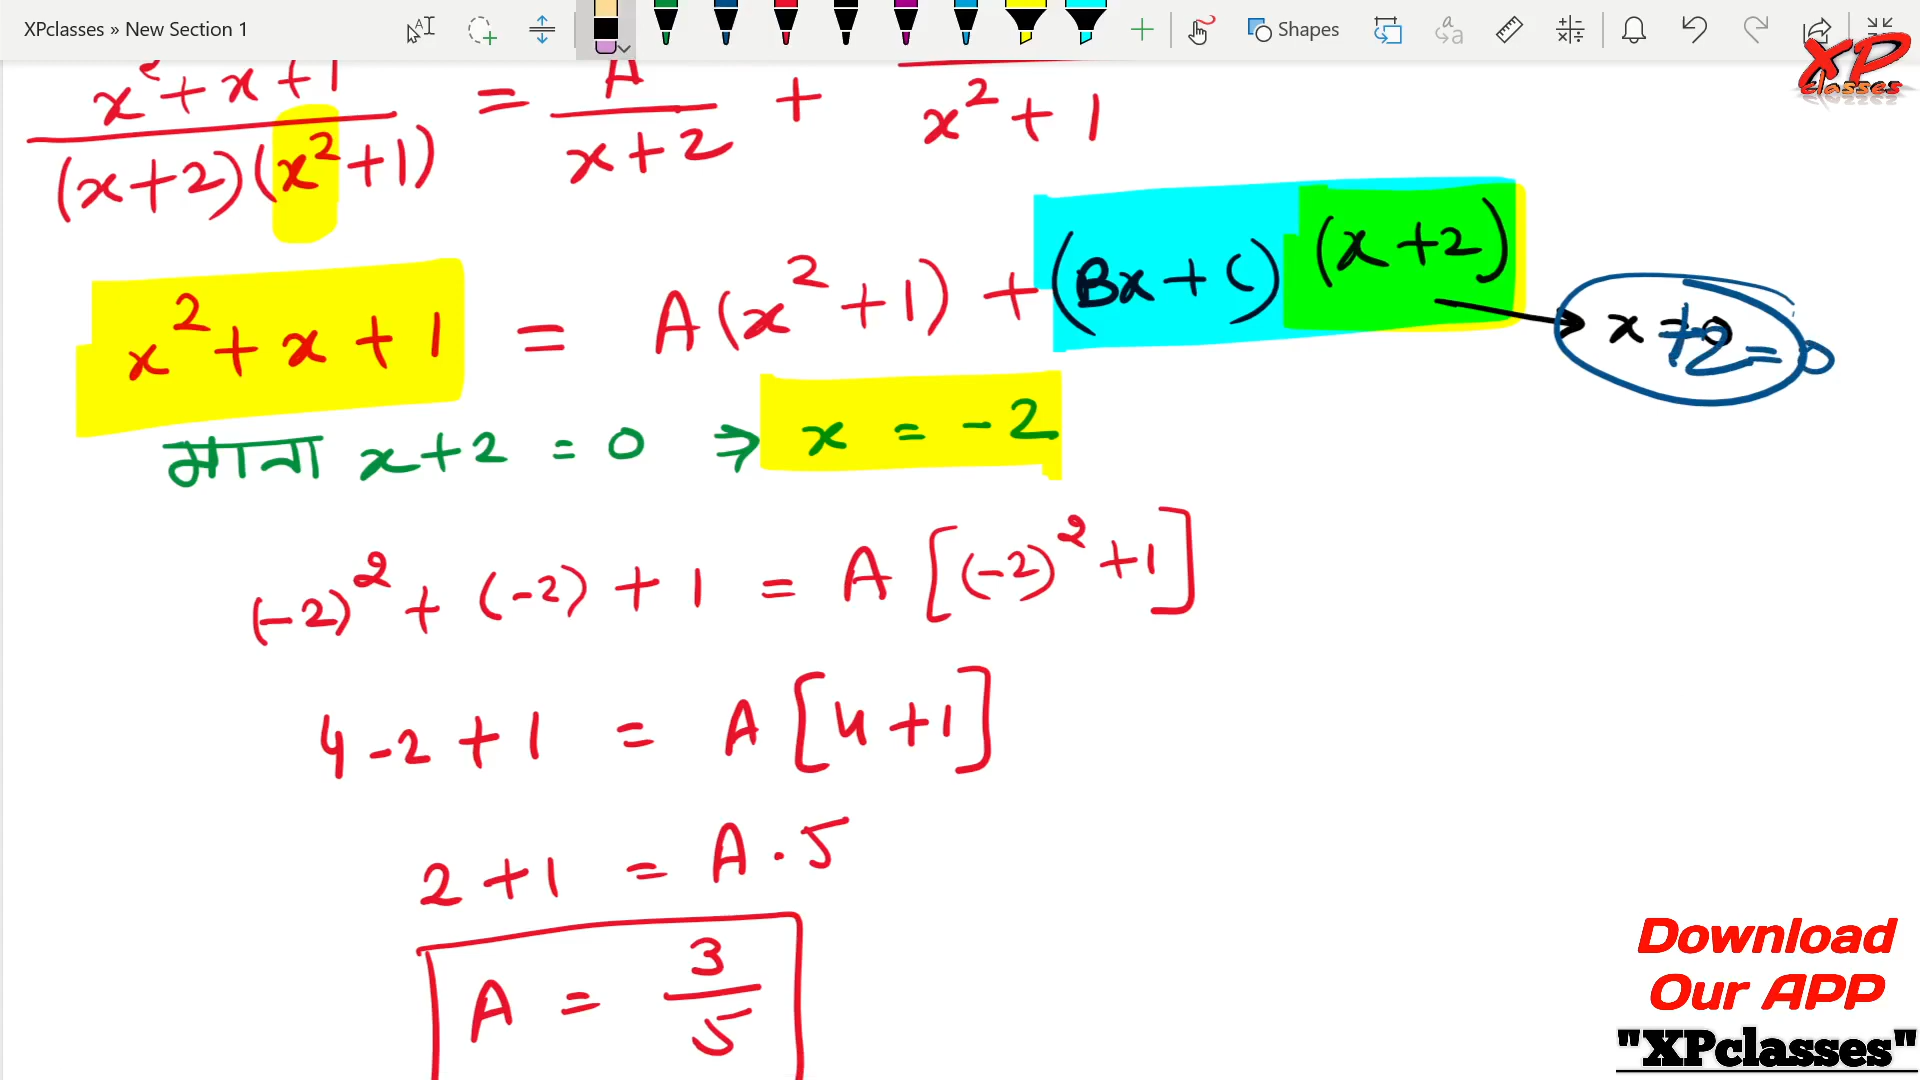 XPclasses » New Section 1
Shapes
XP
classes
x² + x + 1 / (x+2)(x²+1) = A / x+2 + / x² + 1
x² + x + 1 = A(x² + 1) + (Bx + C) (x + 2)
x + 2 = 0
माना x + 2 = 0 ⇒ x = -2
(-2)² + (-2) + 1 = A [(-2)² + 1]
4 - 2 + 1 = A [4 + 1]
2 + 1 = A . 5
A = 3/5
Download
Our APP
"XPclasses"